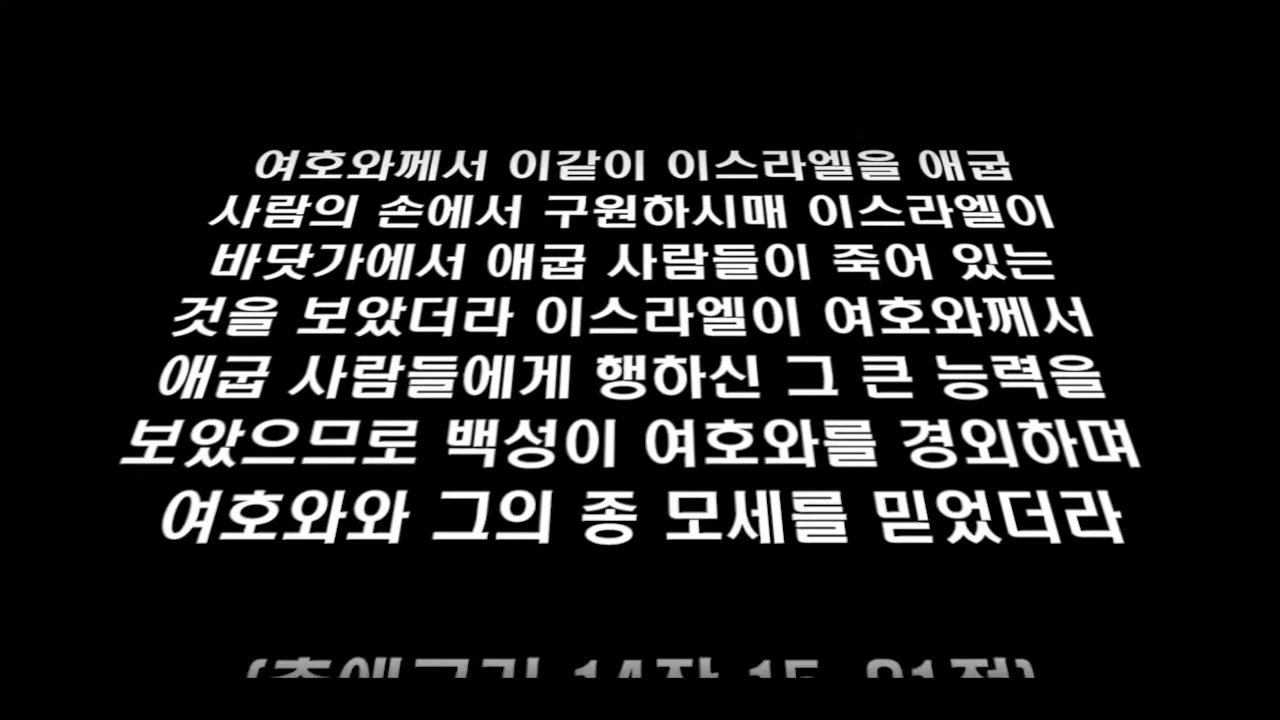 여호와께서 이같이 이스라엘을 애굽
사람의 손에서 구원하시매 이스라엘이
바닷가에서 애굽 사람들이 죽어 있는
것을 보았더라 이스라엘이 여호와께서
애굽 사람들에게 행하신 그 큰 능력을
보았으므로 백성이 여호와를 경외하며
여호와와 그의 종 모세를 믿었더라